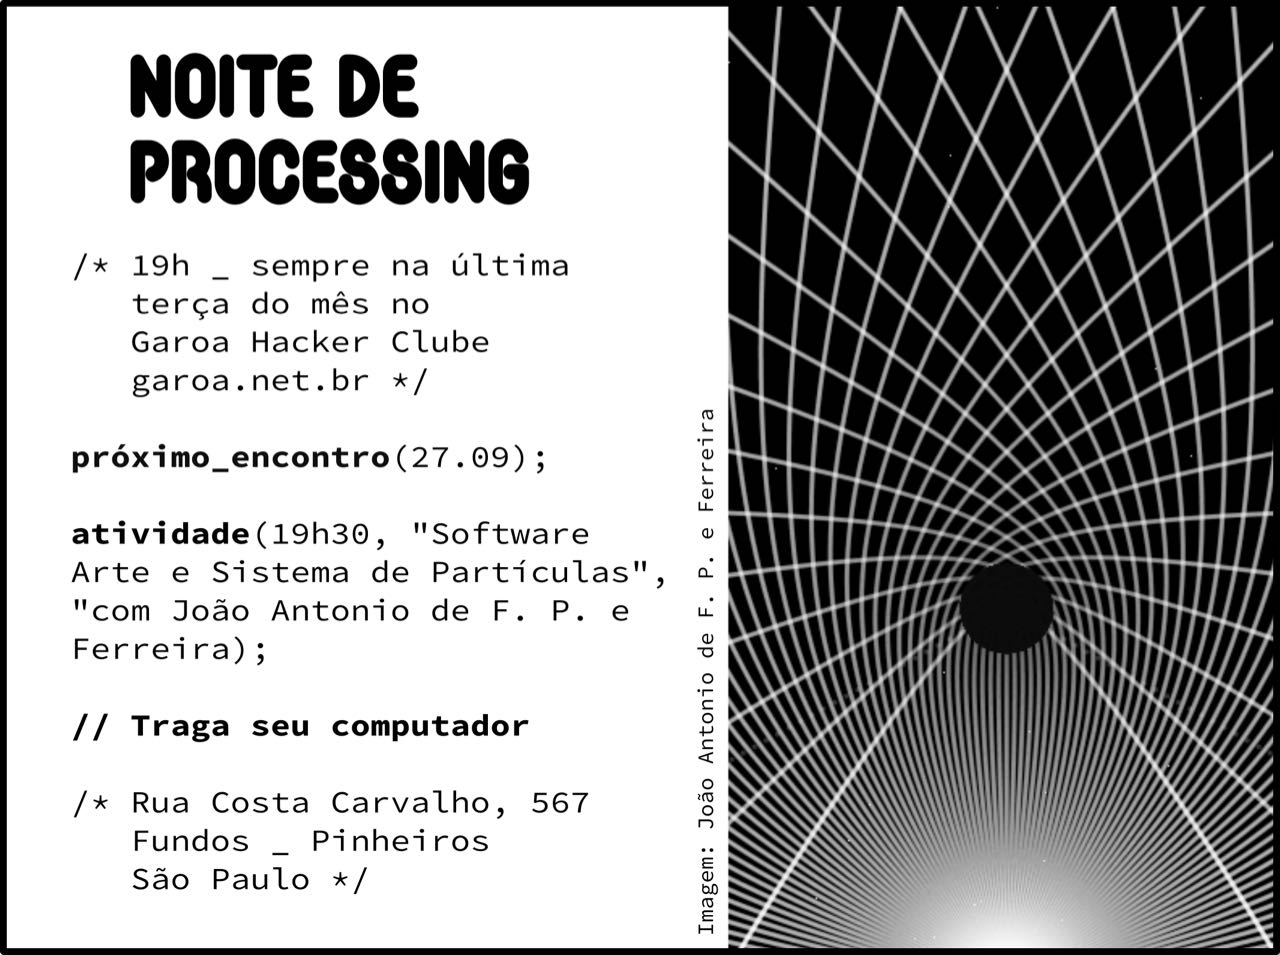 NOITE DE
PROCESSING
/* 19h _ sempre na última
terça do mês no
Garoa Hacker Clube
garoa.net.br */
próximo_encontro(27.09);
atividade(19h30, "Software
Arte e Sistema de Partículas",
"com João Antonio de F. P. e
Ferreira);
// Traga seu computador
/* Rua Costa Carvalho, 567
Fundos _ Pinheiros
São Paulo */
Imagem: João Antonio de F. P. e Ferreira